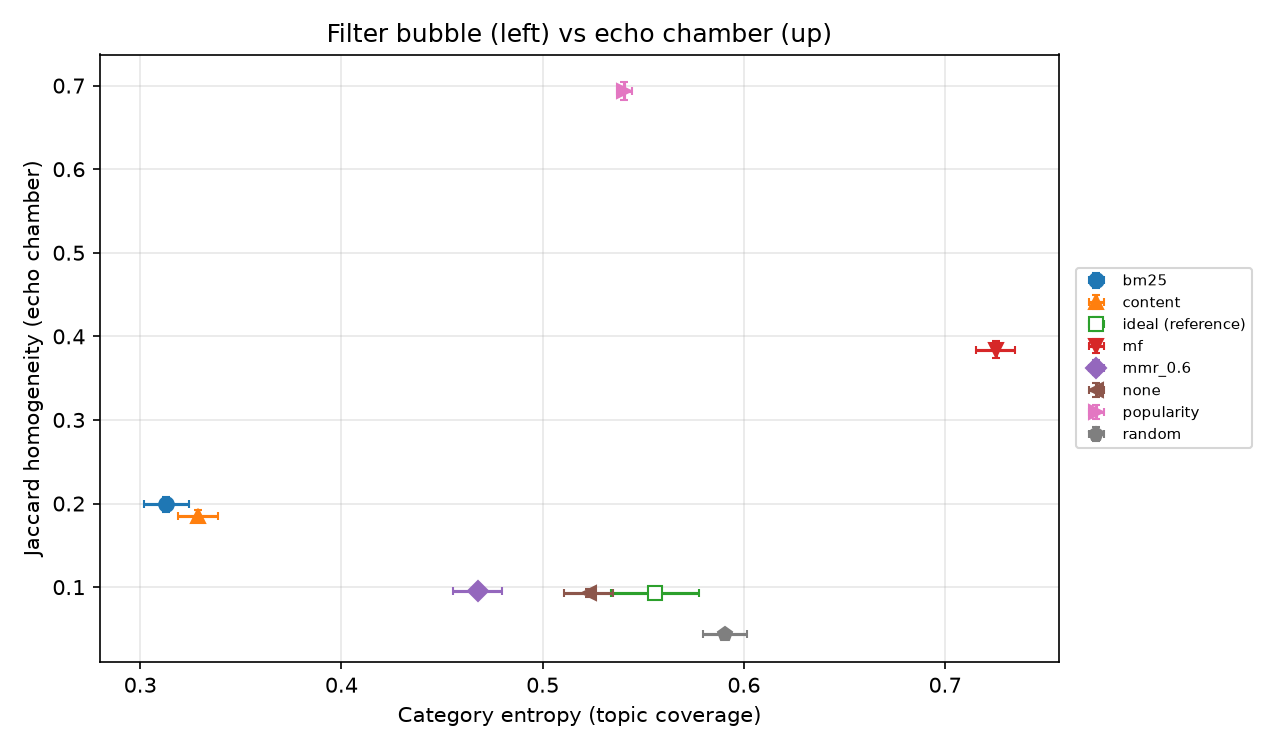 Filter bubble (left) vs echo chamber (up)
Jaccard homogeneity (echo chamber)
0.7
0.6
0.5
0.4
0.3
0.2
0.1
0.3 0.4 0.5 0.6 0.7
Category entropy (topic coverage)
bm25
content
ideal (reference)
mf
mmr_0.6
none
popularity
random